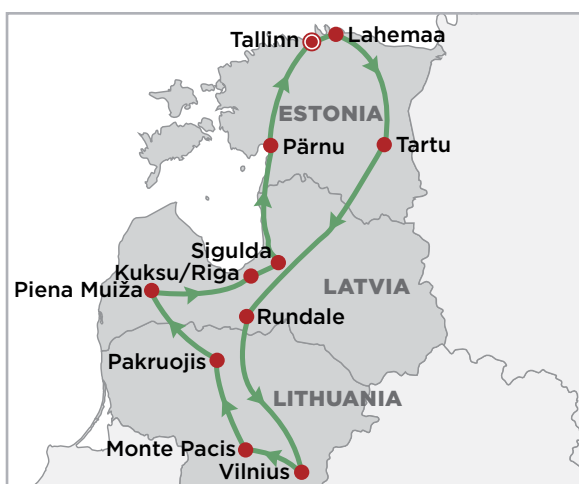 Tallinn
Lahemaa
ESTONIA
Pärnu
Tartu
Sigulda
Kuksu/Riga
Piena Muiža
LATVIA
Rundale
Pakruojis
LITHUANIA
Monte Pacis
Vilnius